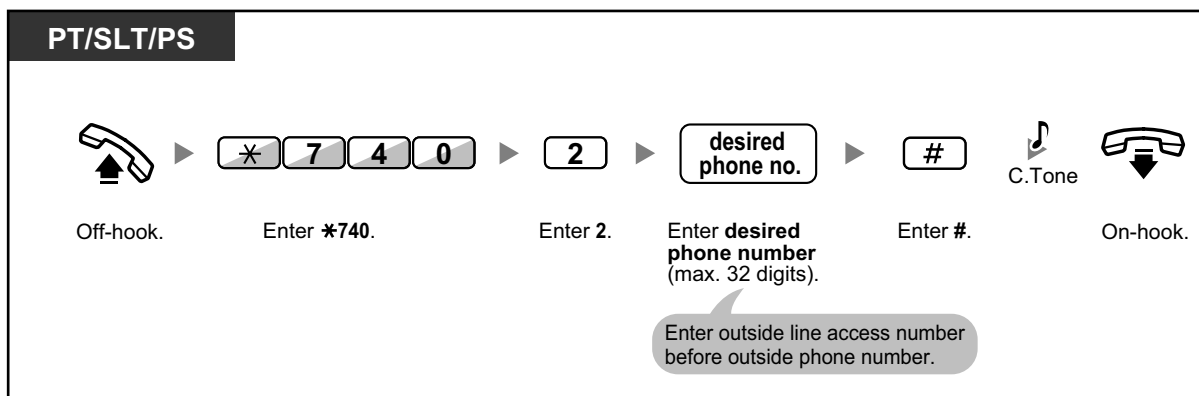 PT/SLT/PS
✳ 7 4 0
2
desired
phone no.
#
C.Tone
Off-hook.
Enter ✳740.
Enter 2.
Enter desired
phone number
(max. 32 digits).
Enter #.
On-hook.
Enter outside line access number
before outside phone number.